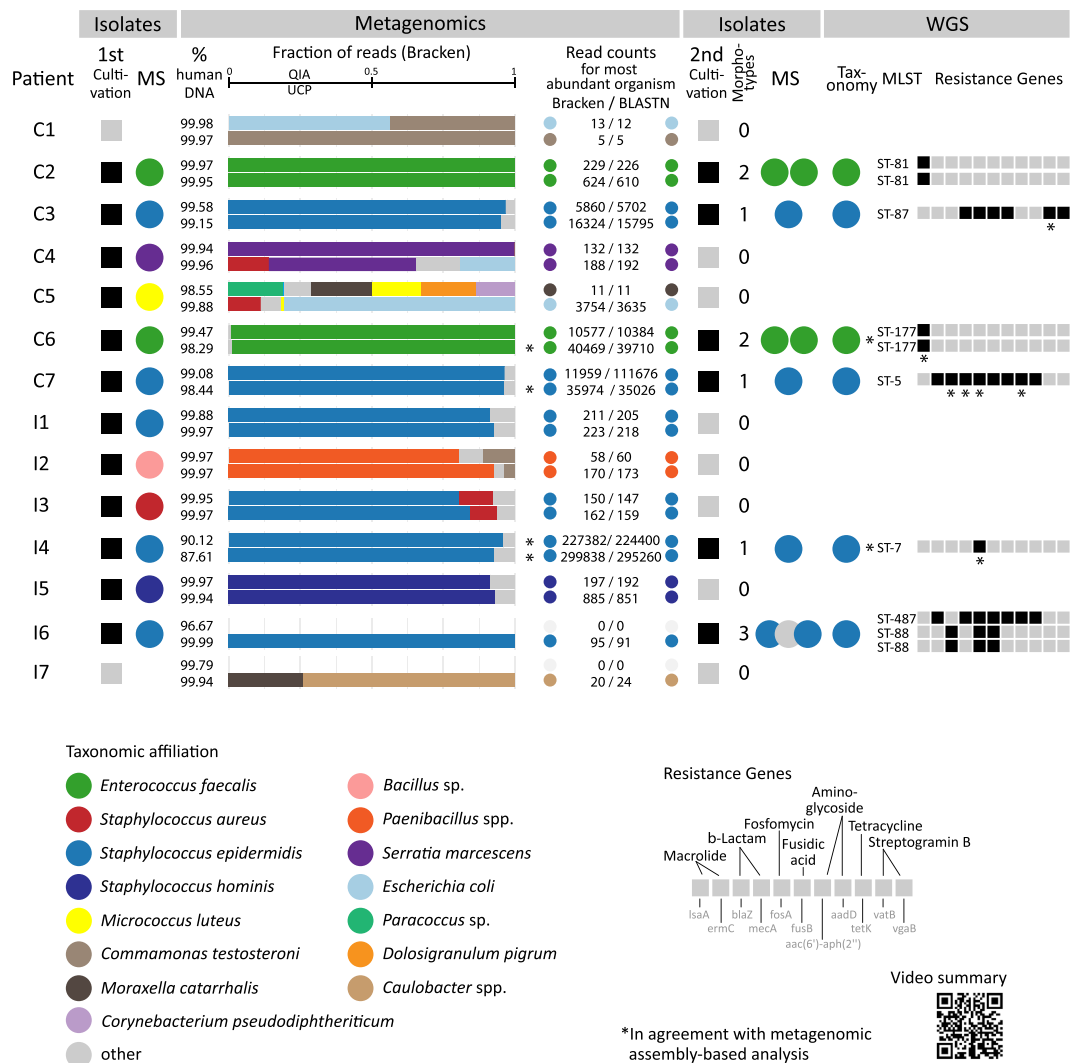 Isolates Metagenomics Isolates WGS
1st % Fraction of reads (Bracken) Read counts 2nd
Patient Culti-vation MS human DNA 0 QIA UCP 0.5 1 for most abundant organism Culti-vation Morpho-types MS Tax-onomy MLST Resistance Genes
Bracken / BLASTN
C1 99.98 13 / 12 0
99.97 5 / 5
C2 99.97 229 / 226 2 ST-81
99.95 624 / 610 ST-81
C3 99.58 5860 / 5702 1 ST-87
99.15 16324 / 15795 *
C4 99.94 132 / 132 0
99.96 188 / 192
C5 98.55 11 / 11 0
99.88 3754 / 3635
C6 99.47 10577 / 10384 2 * ST-177
98.29 * 40469 / 39710 ST-177
*
C7 99.08 11959 / 111676 1 ST-5
98.44 * 35974 / 35026 * * * *
I1 99.88 211 / 205 0
99.97 223 / 218
I2 99.97 58 / 60 0
99.97 170 / 173
I3 99.95 150 / 147 0
99.97 162 / 159
I4 90.12 * 227382 / 224400 1 * ST-7
87.61 * 299838 / 295260 *
I5 99.97 197 / 192 0
99.94 885 / 851
I6 96.67 0 / 0 3 ST-487
99.99 95 / 91 ST-88
ST-88
I7 99.79 0 / 0 0
99.94 20 / 24
Taxonomic affiliation
Enterococcus faecalis
Staphylococcus aureus
Staphylococcus epidermidis
Staphylococcus hominis
Micrococcus luteus
Commamonas testosteroni
Moraxella catarrhalis
Corynebacterium pseudodiphtheriticum
other
Bacillus sp.
Paenibacillus spp.
Serratia marcescens
Escherichia coli
Paracoccus sp.
Dolosigranulum pigrum
Caulobacter spp.
Resistance Genes
Amino-
glycoside
Fosfomycin Tetracycline
b-Lactam Fusidic Streptogramin B
Macrolide acid
lsaA blaZ fosA aadD vatB
ermC mecA fusB tetK vgaB
aac(6')-aph(2'')
Video summary
*In agreement with metagenomic
assembly-based analysis